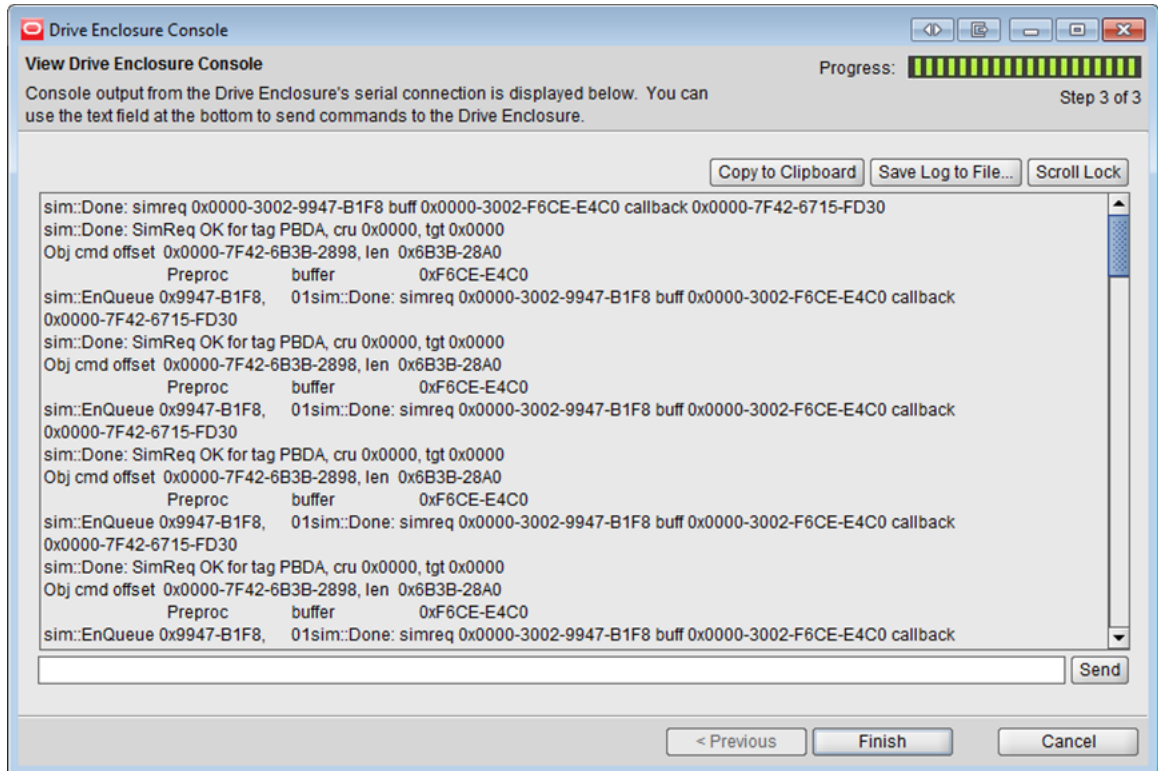 Drive Enclosure Console
View Drive Enclosure Console
Progress:
Console output from the Drive Enclosure's serial connection is displayed below. You can
use the text field at the bottom to send commands to the Drive Enclosure.
Step 3 of 3
Copy to Clipboard Save Log to File... Scroll Lock
sim::Done: simreq 0x0000-3002-9947-B1F8 buff 0x0000-3002-F6CE-E4C0 callback 0x0000-7F42-6715-FD30
sim::Done: SimReq OK for tag PBDA, cru 0x0000, tgt 0x0000
Obj cmd offset 0x0000-7F42-6B3B-2898, len 0x6B3B-28A0
Preproc buffer 0xF6CE-E4C0
sim::EnQueue 0x9947-B1F8, 01sim::Done: simreq 0x0000-3002-9947-B1F8 buff 0x0000-3002-F6CE-E4C0 callback
0x0000-7F42-6715-FD30
sim::Done: SimReq OK for tag PBDA, cru 0x0000, tgt 0x0000
Obj cmd offset 0x0000-7F42-6B3B-2898, len 0x6B3B-28A0
Preproc buffer 0xF6CE-E4C0
sim::EnQueue 0x9947-B1F8, 01sim::Done: simreq 0x0000-3002-9947-B1F8 buff 0x0000-3002-F6CE-E4C0 callback
0x0000-7F42-6715-FD30
sim::Done: SimReq OK for tag PBDA, cru 0x0000, tgt 0x0000
Obj cmd offset 0x0000-7F42-6B3B-2898, len 0x6B3B-28A0
Preproc buffer 0xF6CE-E4C0
sim::EnQueue 0x9947-B1F8, 01sim::Done: simreq 0x0000-3002-9947-B1F8 buff 0x0000-3002-F6CE-E4C0 callback
0x0000-7F42-6715-FD30
sim::Done: SimReq OK for tag PBDA, cru 0x0000, tgt 0x0000
Obj cmd offset 0x0000-7F42-6B3B-2898, len 0x6B3B-28A0
Preproc buffer 0xF6CE-E4C0
sim::EnQueue 0x9947-B1F8, 01sim::Done: simreq 0x0000-3002-9947-B1F8 buff 0x0000-3002-F6CE-E4C0 callback
Send
< Previous Finish Cancel